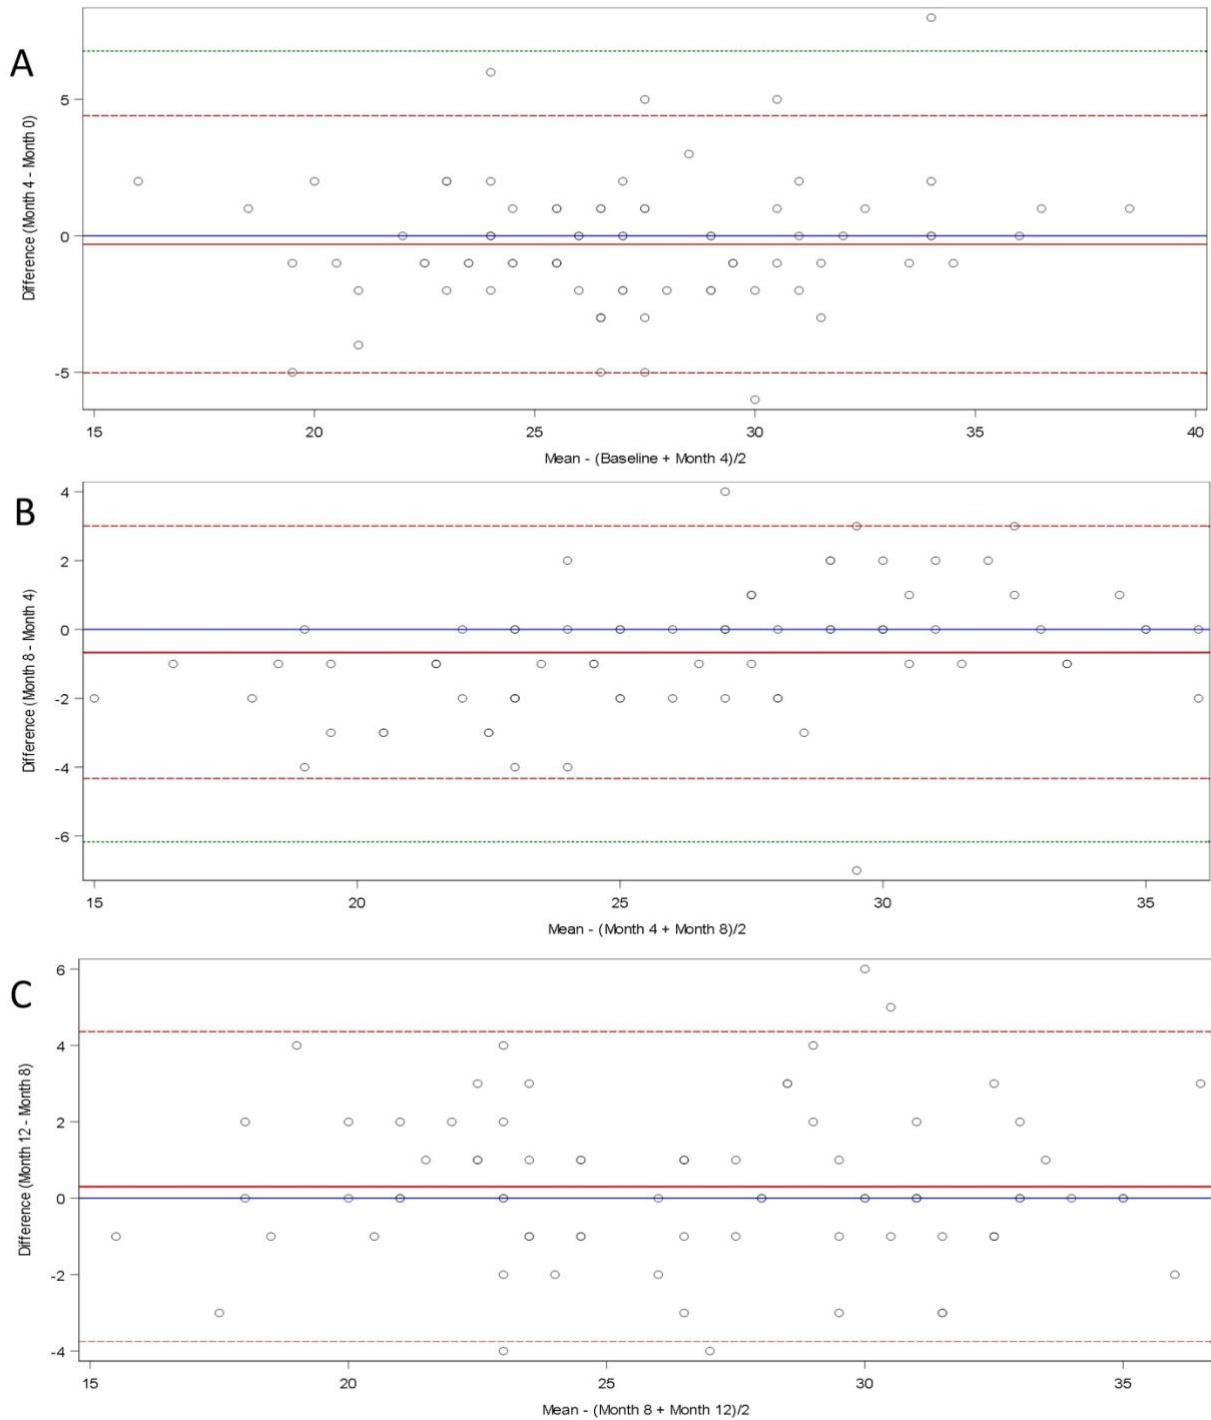 A
Difference (Month 4 - Month 0)
5
0
-5
15 20 25 30 35 40
Mean - (Baseline + Month 4)/2
B
Difference (Month 8 - Month 4)
4
2
0
-2
-4
-6
15 20 25 30 35
Mean - (Month 4 + Month 8)/2
C
Difference (Month 12 - Month 8)
6
4
2
0
-2
-4
15 20 25 30 35
Mean - (Month 8 + Month 12)/2